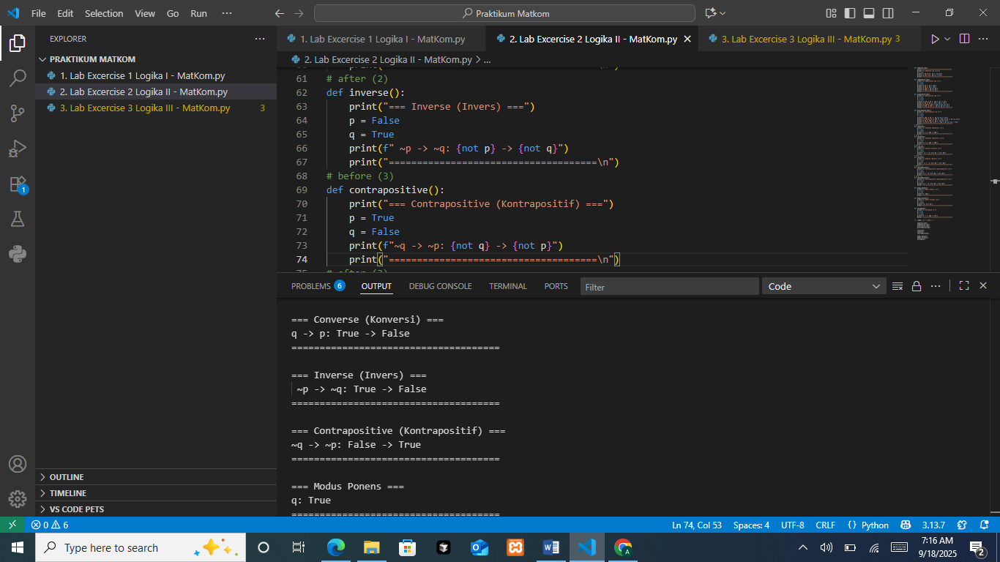 File Edit Selection View Go Run ···
Praktikum Matkom
EXPLORER
PRAKTIKUM MATKOM
1. Lab Excercise 1 Logika I - MatKom.py
2. Lab Excercise 2 Logika II - MatKom.py
3. Lab Excercise 3 Logika III - MatKom.py 3
1
OUTLINE
TIMELINE
VS CODE PETS
1. Lab Excercise 1 Logika I - MatKom.py
2. Lab Excercise 2 Logika II - MatKom.py
3. Lab Excercise 3 Logika III - MatKom.py 3
2. Lab Excercise 2 Logika II - MatKom.py > ...
61 # after (2)
62 def inverse():
63 print("=== Inverse (Invers) ===")
64 p = False
65 q = True
66 print(f" ~p -> ~q: {not p} -> {not q}")
67 print("=====================================\n")
68 # before (3)
69 def contrapositive():
70 print("=== Contrapositive (Kontrapositif) ===")
71 p = True
72 q = False
73 print(f"~q -> ~p: {not q} -> {not p}")
74 print("=====================================\n")
PROBLEMS 6 OUTPUT DEBUG CONSOLE TERMINAL PORTS Filter Code
=== Converse (Konversi) ===
q -> p: True -> False
=====================================
=== Inverse (Invers) ===
~p -> ~q: True -> False
=====================================
=== Contrapositive (Kontrapositif) ===
~q -> ~p: False -> True
=====================================
=== Modus Ponens ===
q: True
=====================================
0 6 Ln 74, Col 53 Spaces: 4 UTF-8 CRLF {} Python 3.13.7
Type here to search
7:16 AM
9/18/2025
2